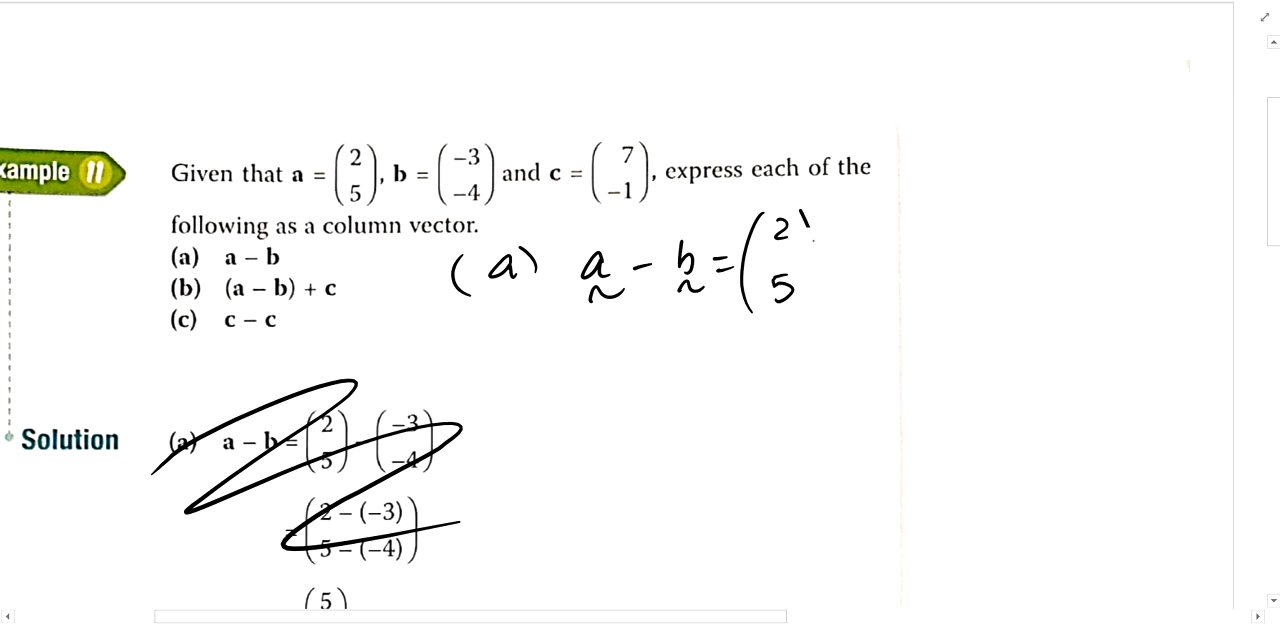 xample 11
Given that a = (2 5), b = (-3 -4) and c = (7 -1), express each of the
following as a column vector.
(a) a – b
(b) (a – b) + c
(c) c – c
(a) a - b = (2 5
Solution
(a) a – b = (2 5) - (-3 -4)
= (2 – (–3) 5 – (–4))
(5)